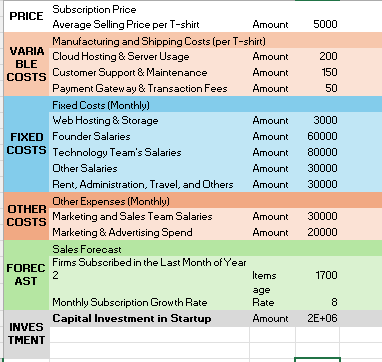 PRICE
Subscription Price
Average Selling Price per T-shirt Amount 5000
VARIA
BLE
COSTS
Manufacturing and Shipping Costs (per T-shirt)
Cloud Hosting & Server Usage Amount 200
Customer Support & Maintenance Amount 150
Payment Gateway & Transaction Fees Amount 50
FIXED
COSTS
Fixed Costs (Monthly)
Web Hosting & Storage Amount 3000
Founder Salaries Amount 60000
Technology Team's Salaries Amount 80000
Other Salaries Amount 30000
Rent, Administration, Travel, and Others Amount 30000
OTHER
COSTS
Other Expenses (Monthly)
Marketing and Sales Team Salaries Amount 30000
Marketing & Advertising Spend Amount 20000
FOREC
AST
Sales Forecast
Firms Subscribed in the Last Month of Year
2 Items 1700
age
Monthly Subscription Growth Rate Rate 8
INVES
TMENT
Capital Investment in Startup Amount 2E+06